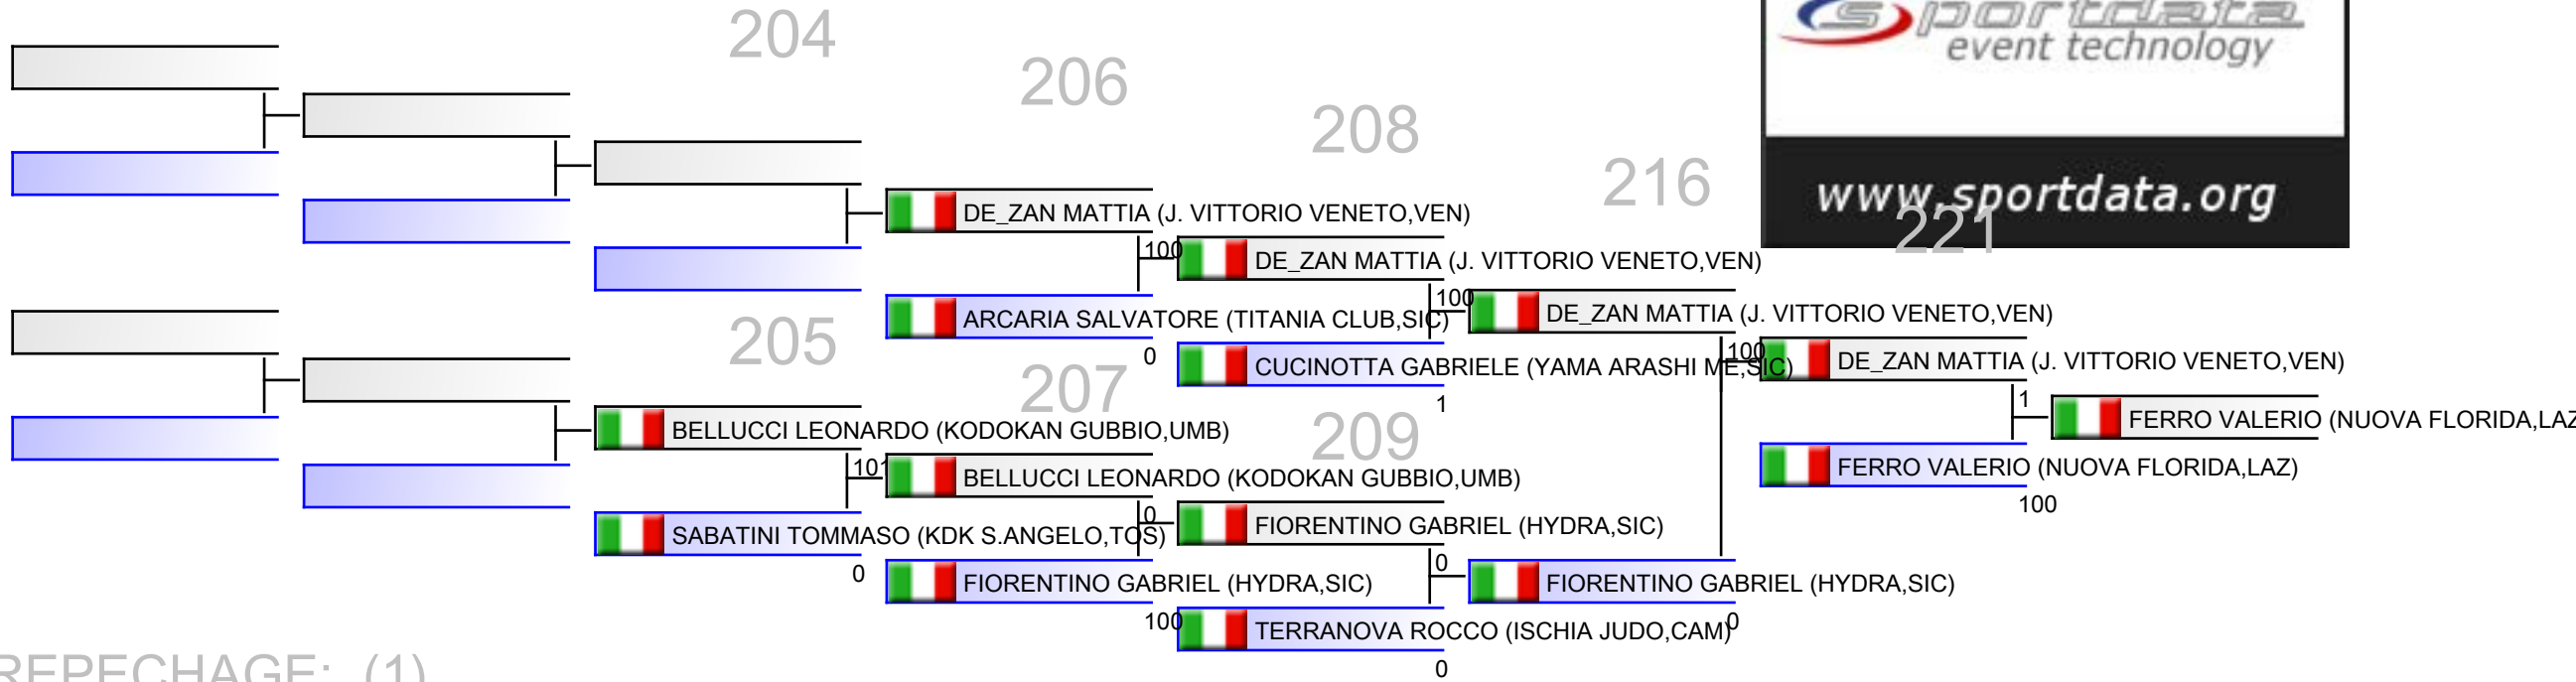 sportdata
event technology
www.sportdata.org
204
206
208
216
221
DE_ZAN MATTIA (J. VITTORIO VENETO,VEN)
100
DE_ZAN MATTIA (J. VITTORIO VENETO,VEN)
ARCARIA SALVATORE (TITANIA CLUB,SIC)
0
100
DE_ZAN MATTIA (J. VITTORIO VENETO,VEN)
CUCINOTTA GABRIELE (YAMA ARASHI ME,SIC)
1
100
DE_ZAN MATTIA (J. VITTORIO VENETO,VEN)
1
FERRO VALERIO (NUOVA FLORIDA,LAZ
FERRO VALERIO (NUOVA FLORIDA,LAZ)
100
205
207
209
BELLUCCI LEONARDO (KODOKAN GUBBIO,UMB)
101
BELLUCCI LEONARDO (KODOKAN GUBBIO,UMB)
SABATINI TOMMASO (KDK S.ANGELO,TOS)
0
0
FIORENTINO GABRIEL (HYDRA,SIC)
FIORENTINO GABRIEL (HYDRA,SIC)
100
0
FIORENTINO GABRIEL (HYDRA,SIC)
0
TERRANOVA ROCCO (ISCHIA JUDO,CAM)
0
REPECHAGE: (1)